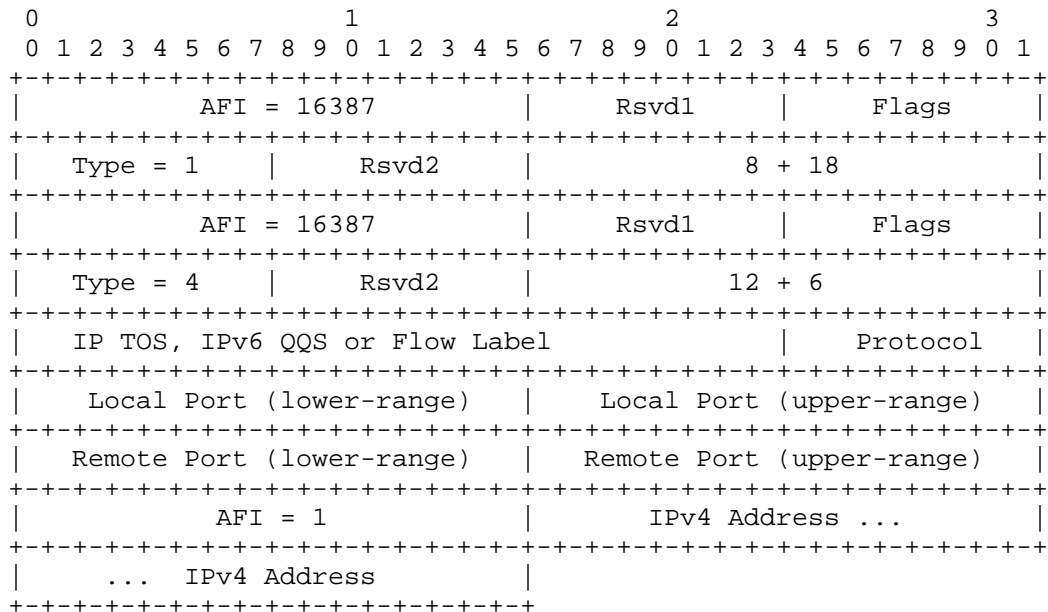 0                   1                   2                   3
 0 1 2 3 4 5 6 7 8 9 0 1 2 3 4 5 6 7 8 9 0 1 2 3 4 5 6 7 8 9 0 1
+-+-+-+-+-+-+-+-+-+-+-+-+-+-+-+-+-+-+-+-+-+-+-+-+-+-+-+-+-+-+-+-+
|           AFI = 16387           |     Rsvd1     |     Flags     |
+-+-+-+-+-+-+-+-+-+-+-+-+-+-+-+-+-+-+-+-+-+-+-+-+-+-+-+-+-+-+-+-+
|   Type = 1    |     Rsvd2     |             8 + 18            |
+-+-+-+-+-+-+-+-+-+-+-+-+-+-+-+-+-+-+-+-+-+-+-+-+-+-+-+-+-+-+-+-+
|           AFI = 16387           |     Rsvd1     |     Flags     |
+-+-+-+-+-+-+-+-+-+-+-+-+-+-+-+-+-+-+-+-+-+-+-+-+-+-+-+-+-+-+-+-+
|   Type = 4    |     Rsvd2     |            12 + 6             |
+-+-+-+-+-+-+-+-+-+-+-+-+-+-+-+-+-+-+-+-+-+-+-+-+-+-+-+-+-+-+-+-+
|   IP TOS, IPv6 QQS or Flow Label              |    Protocol   |
+-+-+-+-+-+-+-+-+-+-+-+-+-+-+-+-+-+-+-+-+-+-+-+-+-+-+-+-+-+-+-+-+
|    Local Port (lower-range)   |    Local Port (upper-range)   |
+-+-+-+-+-+-+-+-+-+-+-+-+-+-+-+-+-+-+-+-+-+-+-+-+-+-+-+-+-+-+-+-+
|   Remote Port (lower-range)   |   Remote Port (upper-range)   |
+-+-+-+-+-+-+-+-+-+-+-+-+-+-+-+-+-+-+-+-+-+-+-+-+-+-+-+-+-+-+-+-+
|            AFI = 1            |       IPv4 Address ...        |
+-+-+-+-+-+-+-+-+-+-+-+-+-+-+-+-+-+-+-+-+-+-+-+-+-+-+-+-+-+-+-+-+
|     ...  IPv4 Address         |
+-+-+-+-+-+-+-+-+-+-+-+-+-+-+-+-+